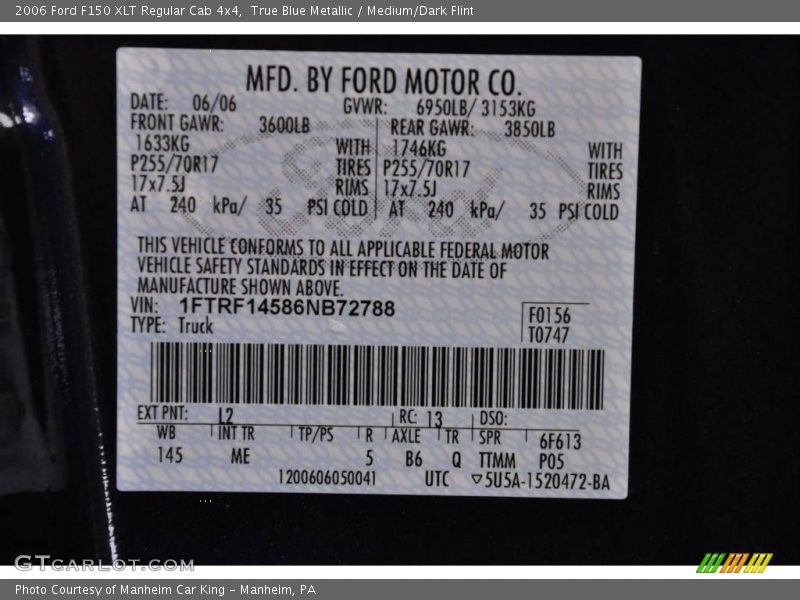 2006 Ford F150 XLT Regular Cab 4x4, True Blue Metallic / Medium/Dark Flint
MFD. BY FORD MOTOR CO.
DATE: 06/06 GVWR: 6950LB/ 3153KG
FRONT GAWR: 3600LB REAR GAWR: 3850LB
1633KG WITH 1746KG WITH
P255/70R17 TIRES P255/70R17 TIRES
17x7.5J RIMS 17x7.5J RIMS
AT 240 kPa/ 35 PSI COLD AT 240 kPa/ 35 PSI COLD
THIS VEHICLE CONFORMS TO ALL APPLICABLE FEDERAL MOTOR
VEHICLE SAFETY STANDARDS IN EFFECT ON THE DATE OF
MANUFACTURE SHOWN ABOVE.
VIN: 1FTRF14586NB72788
TYPE: Truck
F0156
T0747
EXT PNT: L2 RC: 13 DSO:
WB INT TR TP/PS R AXLE TR SPR 6F613
145 ME 5 B6 Q TTMM P05
1200606050041 UTC ▽5U5A-1520472-BA
GTCarLot.com
Photo Courtesy of Manheim Car King - Manheim, PA